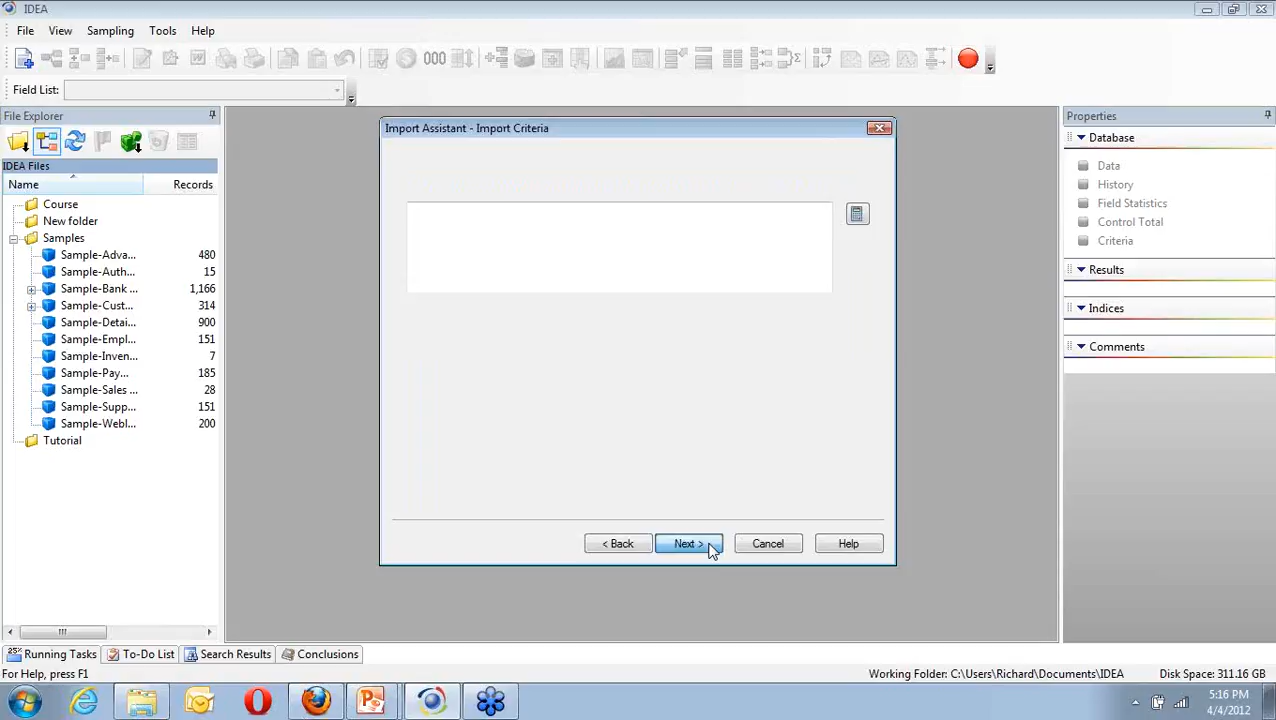 IDEA
File View Sampling Tools Help
000
Field List:
File Explorer
IDEA Files
Name Records
Course
New folder
Samples
Sample-Adva... 480
Sample-Auth... 15
Sample-Bank ... 1,166
Sample-Cust... 314
Sample-Detai... 900
Sample-Empl... 151
Sample-Inven... 7
Sample-Pay... 185
Sample-Sales ... 28
Sample-Supp... 151
Sample-Webl... 200
Tutorial
Import Assistant - Import Criteria
< Back Next > Cancel Help
Properties
Database
Data
History
Field Statistics
Control Total
Criteria
Results
Indices
Comments
Running Tasks To-Do List Search Results Conclusions
For Help, press F1 Working Folder: C:\Users\Richard\Documents\IDEA Disk Space: 311.16 GB
5:16 PM
4/4/2012